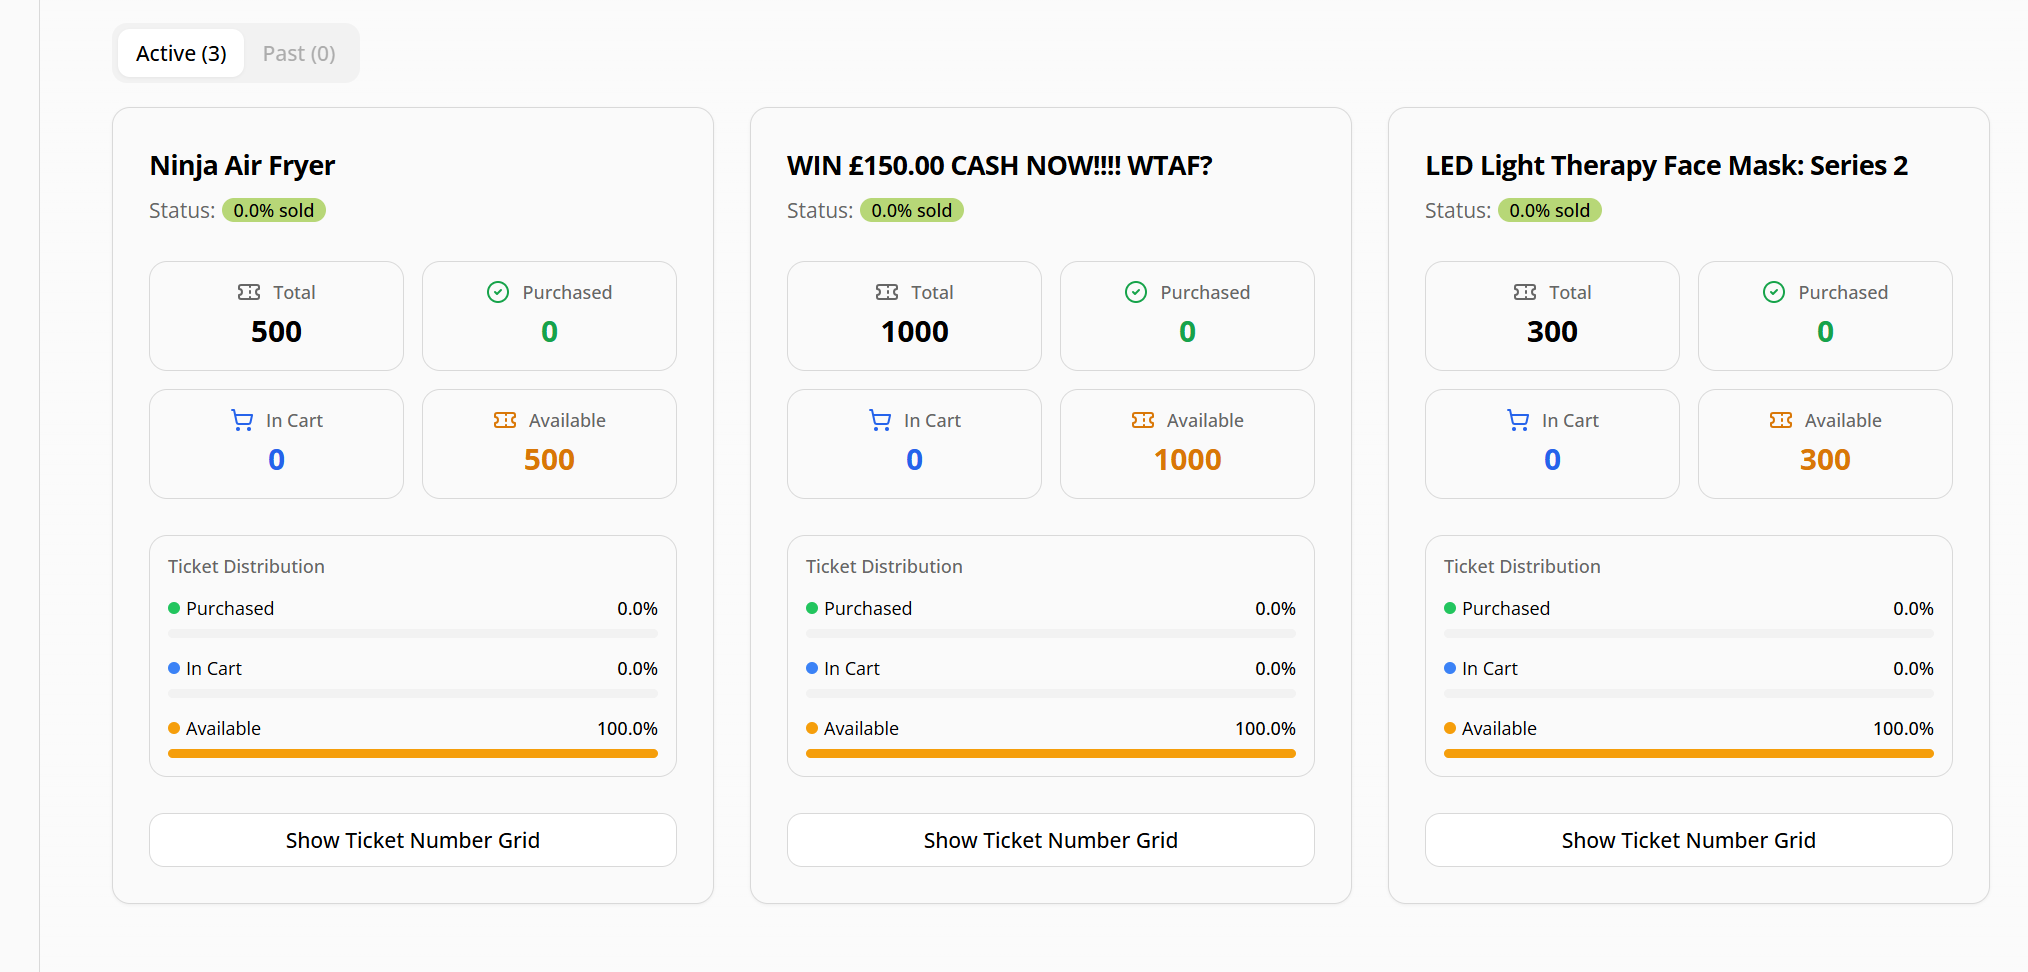 Active (3)
Past (0)
Ninja Air Fryer
Status: 0.0% sold
Total
500
Purchased
0
In Cart
0
Available
500
Ticket Distribution
Purchased 0.0%
In Cart 0.0%
Available 100.0%
Show Ticket Number Grid
WIN £150.00 CASH NOW!!!! WTAF?
Status: 0.0% sold
Total
1000
Purchased
0
In Cart
0
Available
1000
Ticket Distribution
Purchased 0.0%
In Cart 0.0%
Available 100.0%
Show Ticket Number Grid
LED Light Therapy Face Mask: Series 2
Status: 0.0% sold
Total
300
Purchased
0
In Cart
0
Available
300
Ticket Distribution
Purchased 0.0%
In Cart 0.0%
Available 100.0%
Show Ticket Number Grid